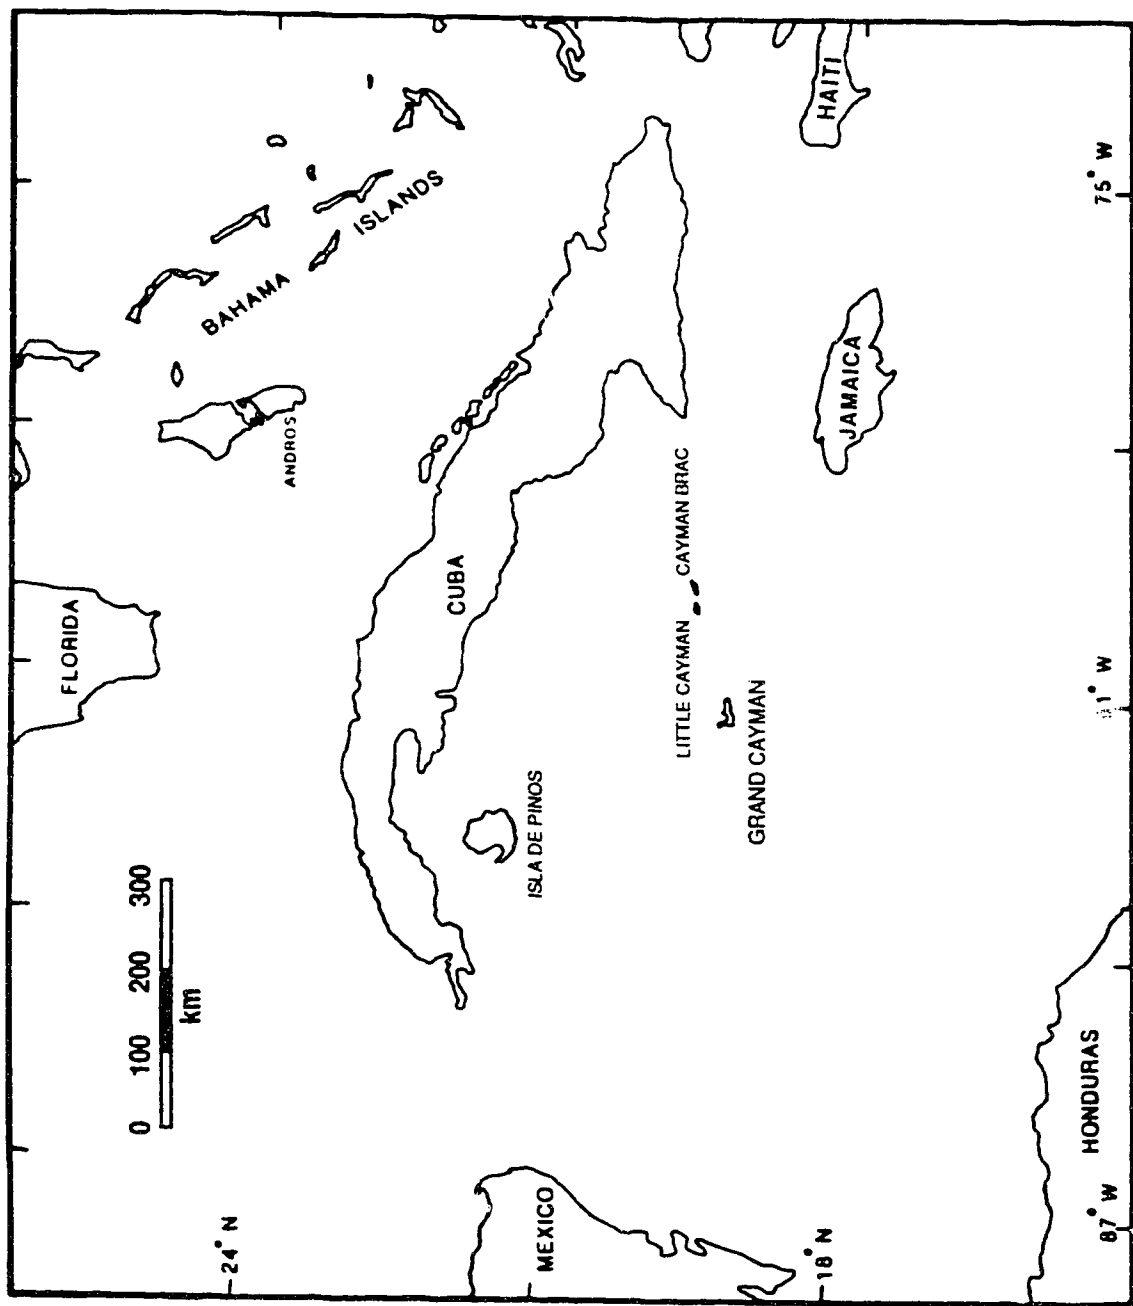 FLORIDA
BAHAMA ISLANDS
ANDROS
0 100 200 300
km
24° N
CUBA
ISLA DE PINOS
MEXICO
LITTLE CAYMAN
CAYMAN BRAC
GRAND CAYMAN
HAITI
JAMAICA
18° N
HONDURAS
87° W
75° W